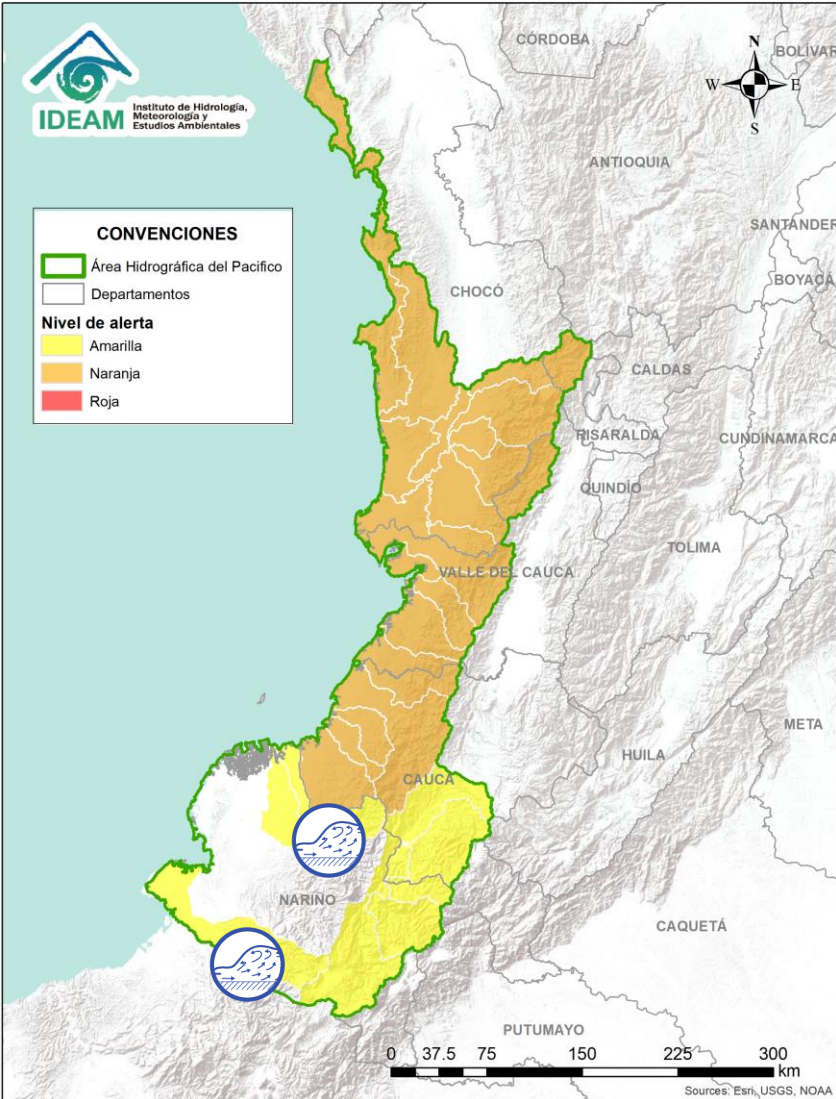 IDEAM
Instituto de Hidrología,
Meteorología y
Estudios Ambientales
N
W
E
S
CONVENCIONES
Área Hidrográfica del Pacifico
Departamentos
Nivel de alerta
Amarilla
Naranja
Roja
CÓRDOBA
BOLÍVAR
ANTIOQUIA
SANTANDER
BOYACÁ
CHOCÓ
CALDAS
RISARALDA
CUNDINAMARCA
QUINDÍO
TOLIMA
VALLE DEL CAUCA
META
HUILA
CAUCA
NARIÑO
CAQUETÁ
PUTUMAYO
0 37.5 75 150 225 300
km
Sources: Esri, USGS, NOAA